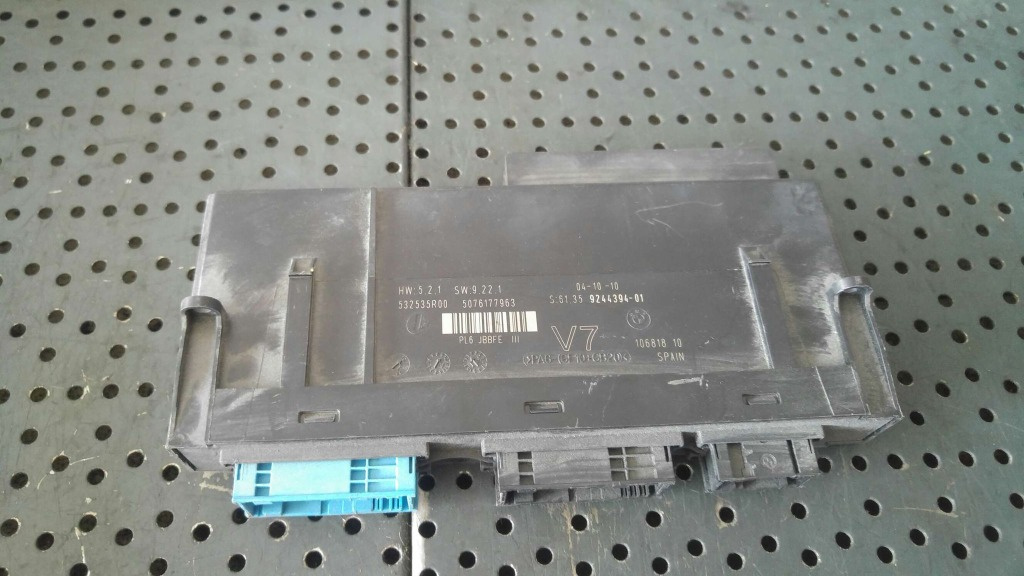 HW:5.2.1 SW.9.22.1 04-10-10
532535R00 5076177963 S:61.35 9244394-01
PL6 JBBFE III V7 106818 10
SPAIN